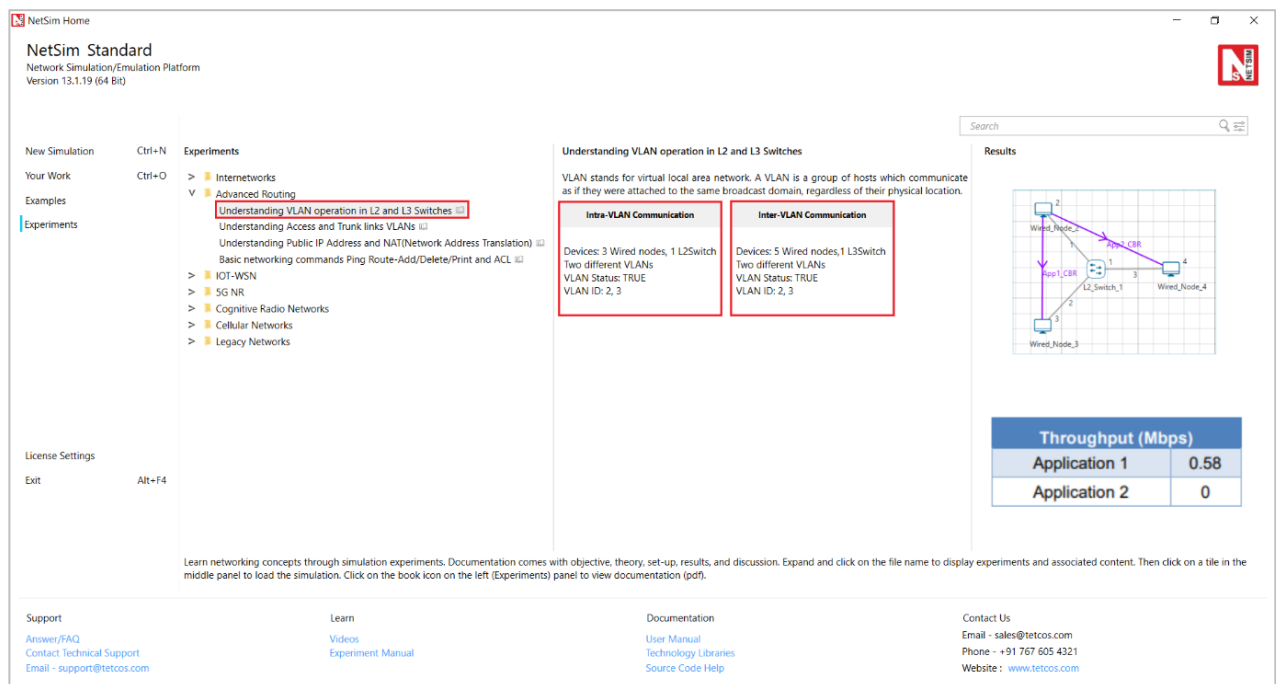 NetSim Home
NetSim Standard
Network Simulation/Emulation Platform
Version 13.1.19 (64 Bit)
NETSIM
Search
New Simulation Ctrl+N
Your Work Ctrl+O
Examples
Experiments
License Settings
Exit Alt+F4
Experiments
> Internetworks
v Advanced Routing
Understanding VLAN operation in L2 and L3 Switches
Understanding Access and Trunk links VLANs
Understanding Public IP Address and NAT(Network Address Translation)
Basic networking commands Ping Route-Add/Delete/Print and ACL
> IOT-WSN
> 5G NR
> Cognitive Radio Networks
> Cellular Networks
> Legacy Networks
Understanding VLAN operation in L2 and L3 Switches
VLAN stands for virtual local area network. A VLAN is a group of hosts which communicate
as if they were attached to the same broadcast domain, regardless of their physical location.
Intra-VLAN Communication
Devices: 3 Wired nodes, 1 L2Switch
Two different VLANs
VLAN Status: TRUE
VLAN ID: 2, 3
Inter-VLAN Communication
Devices: 5 Wired nodes,1 L3Switch
Two different VLANs
VLAN Status: TRUE
VLAN ID: 2, 3
Results
2
Wired_Node_2
1
App2_CBR
App1_CBR
1
3
4
L2_Switch_1
Wired_Node_4
2
3
Wired_Node_3
Throughput (Mbps)
Application 1 0.58
Application 2 0
Learn networking concepts through simulation experiments. Documentation comes with objective, theory, set-up, results, and discussion. Expand and click on the file name to display experiments and associated content. Then click on a tile in the
middle panel to load the simulation. Click on the book icon on the left (Experiments) panel to view documentation (pdf).
Support
Answer/FAQ
Contact Technical Support
Email - support@tetcos.com
Learn
Videos
Experiment Manual
Documentation
User Manual
Technology Libraries
Source Code Help
Contact Us
Email - sales@tetcos.com
Phone - +91 767 605 4321
Website : www.tetcos.com